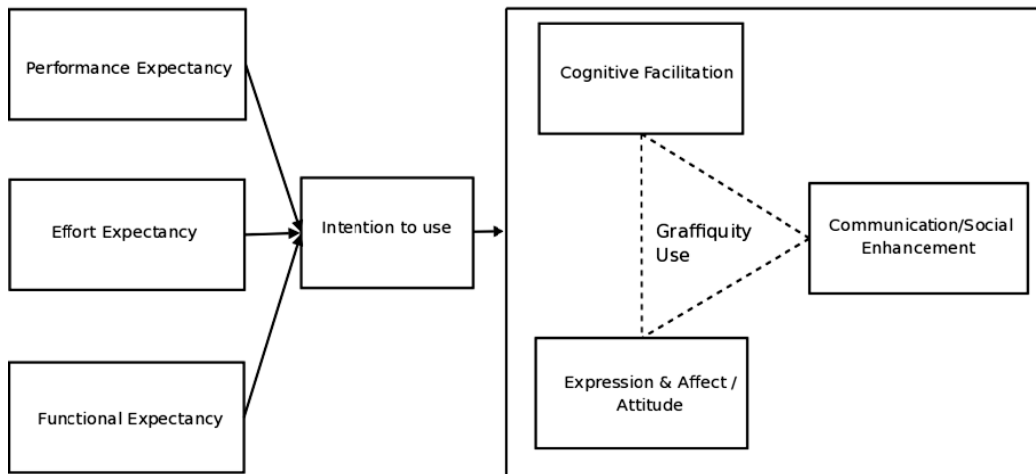 Performance Expectancy
Effort Expectancy
Functional Expectancy
Intention to use
Cognitive Facilitation
Graffiquity
Use
Communication/Social
Enhancement
Expression & Affect /
Attitude